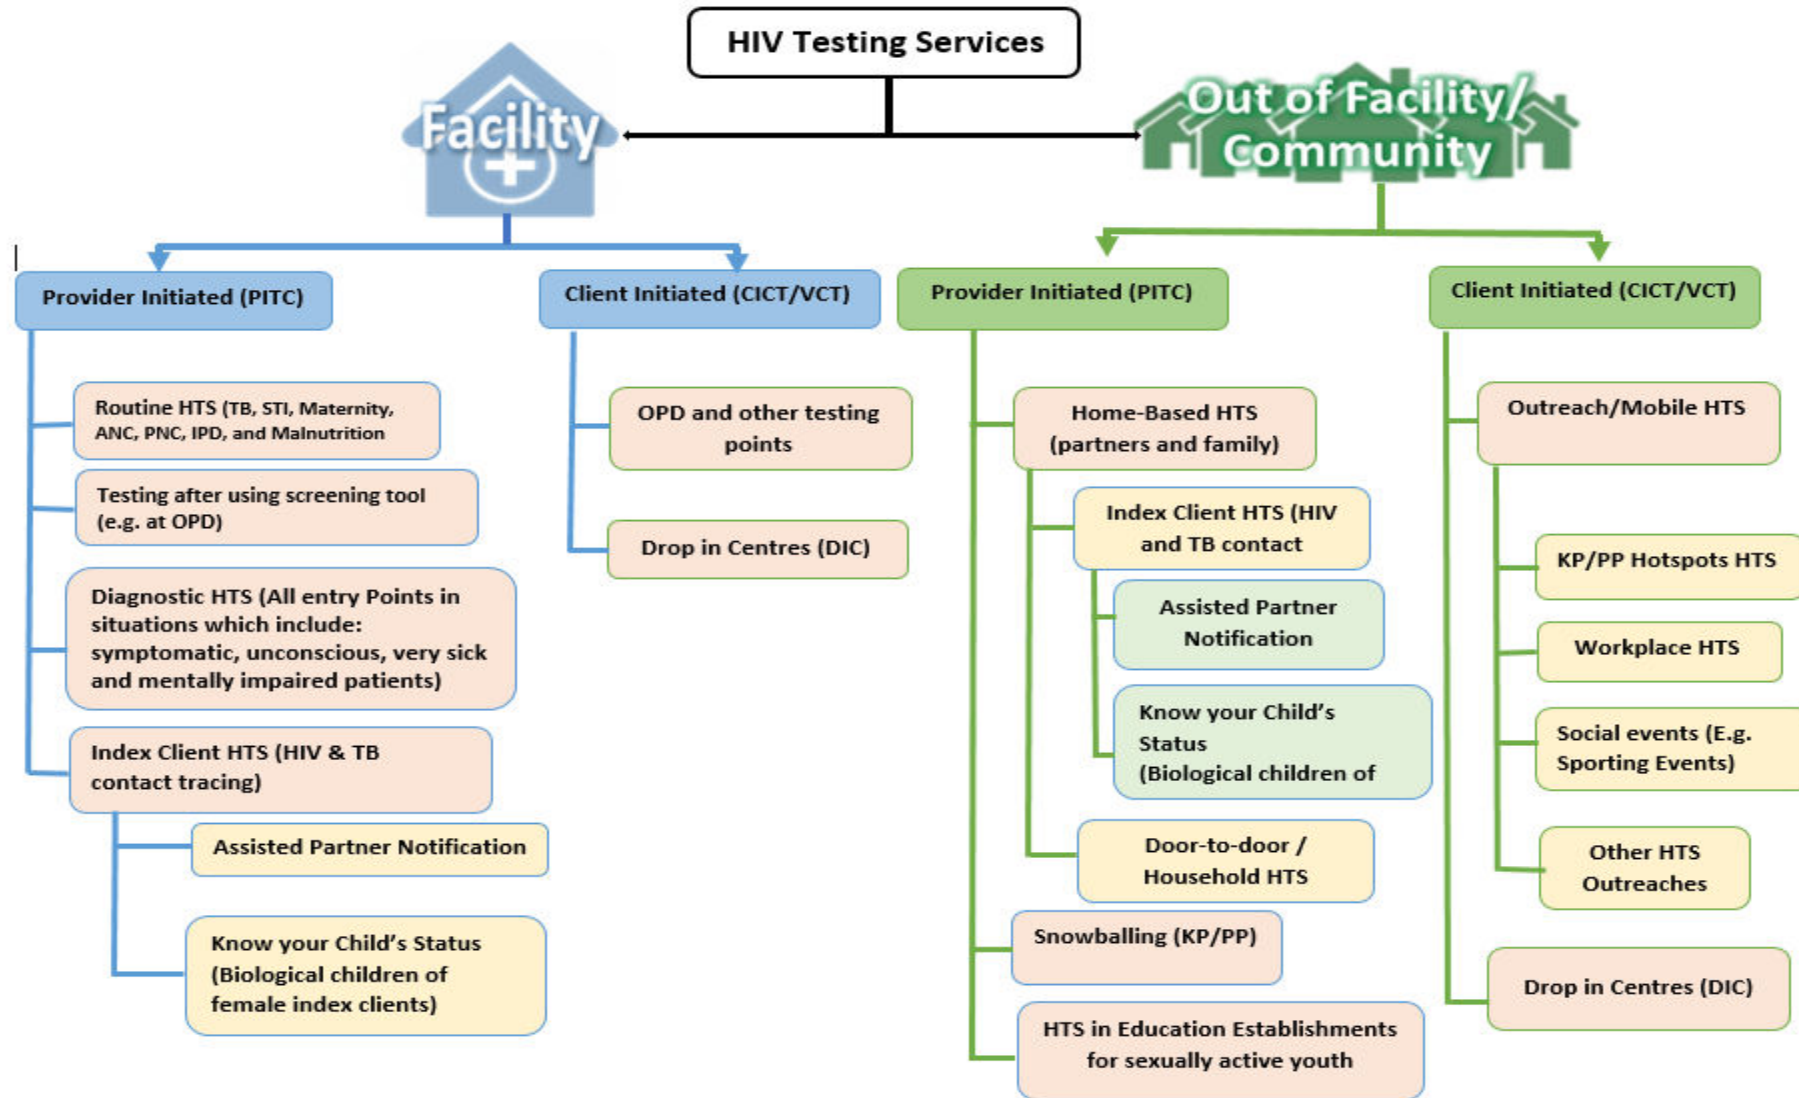 HIV Testing Services
Facility
Out of Facility/
Community
Provider Initiated (PITC)
Routine HTS (TB, STI, Maternity,
ANC, PNC, IPD, and Malnutrition
Testing after using screening tool
(e.g. at OPD)
Diagnostic HTS (All entry Points in
situations which include:
symptomatic, unconscious, very sick
and mentally impaired patients)
Index Client HTS (HIV & TB
contact tracing)
Assisted Partner Notification
Know your Child’s Status
(Biological children of
female index clients)
Client Initiated (CICT/VCT)
OPD and other testing
points
Drop in Centres (DIC)
Provider Initiated (PITC)
Home-Based HTS
(partners and family)
Index Client HTS (HIV
and TB contact
Assisted Partner
Notification
Know your Child’s
Status
(Biological children of
Door-to-door /
Household HTS
Snowballing (KP/PP)
HTS in Education Establishments
for sexually active youth
Client Initiated (CICT/VCT)
Outreach/Mobile HTS
KP/PP Hotspots HTS
Workplace HTS
Social events (E.g.
Sporting Events)
Other HTS
Outreaches
Drop in Centres (DIC)